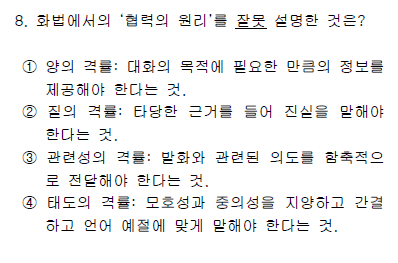 8. 화법에서의 ‘협력의 원리’를 잘못 설명한 것은?
① 양의 격률: 대화의 목적에 필요한 만큼의 정보를
제공해야 한다는 것.
② 질의 격률: 타당한 근거를 들어 진실을 말해야
한다는 것.
③ 관련성의 격률: 발화와 관련된 의도를 함축적으
로 전달해야 한다는 것.
④ 태도의 격률: 모호성과 중의성을 지양하고 간결
하고 언어 예절에 맞게 말해야 한다는 것.